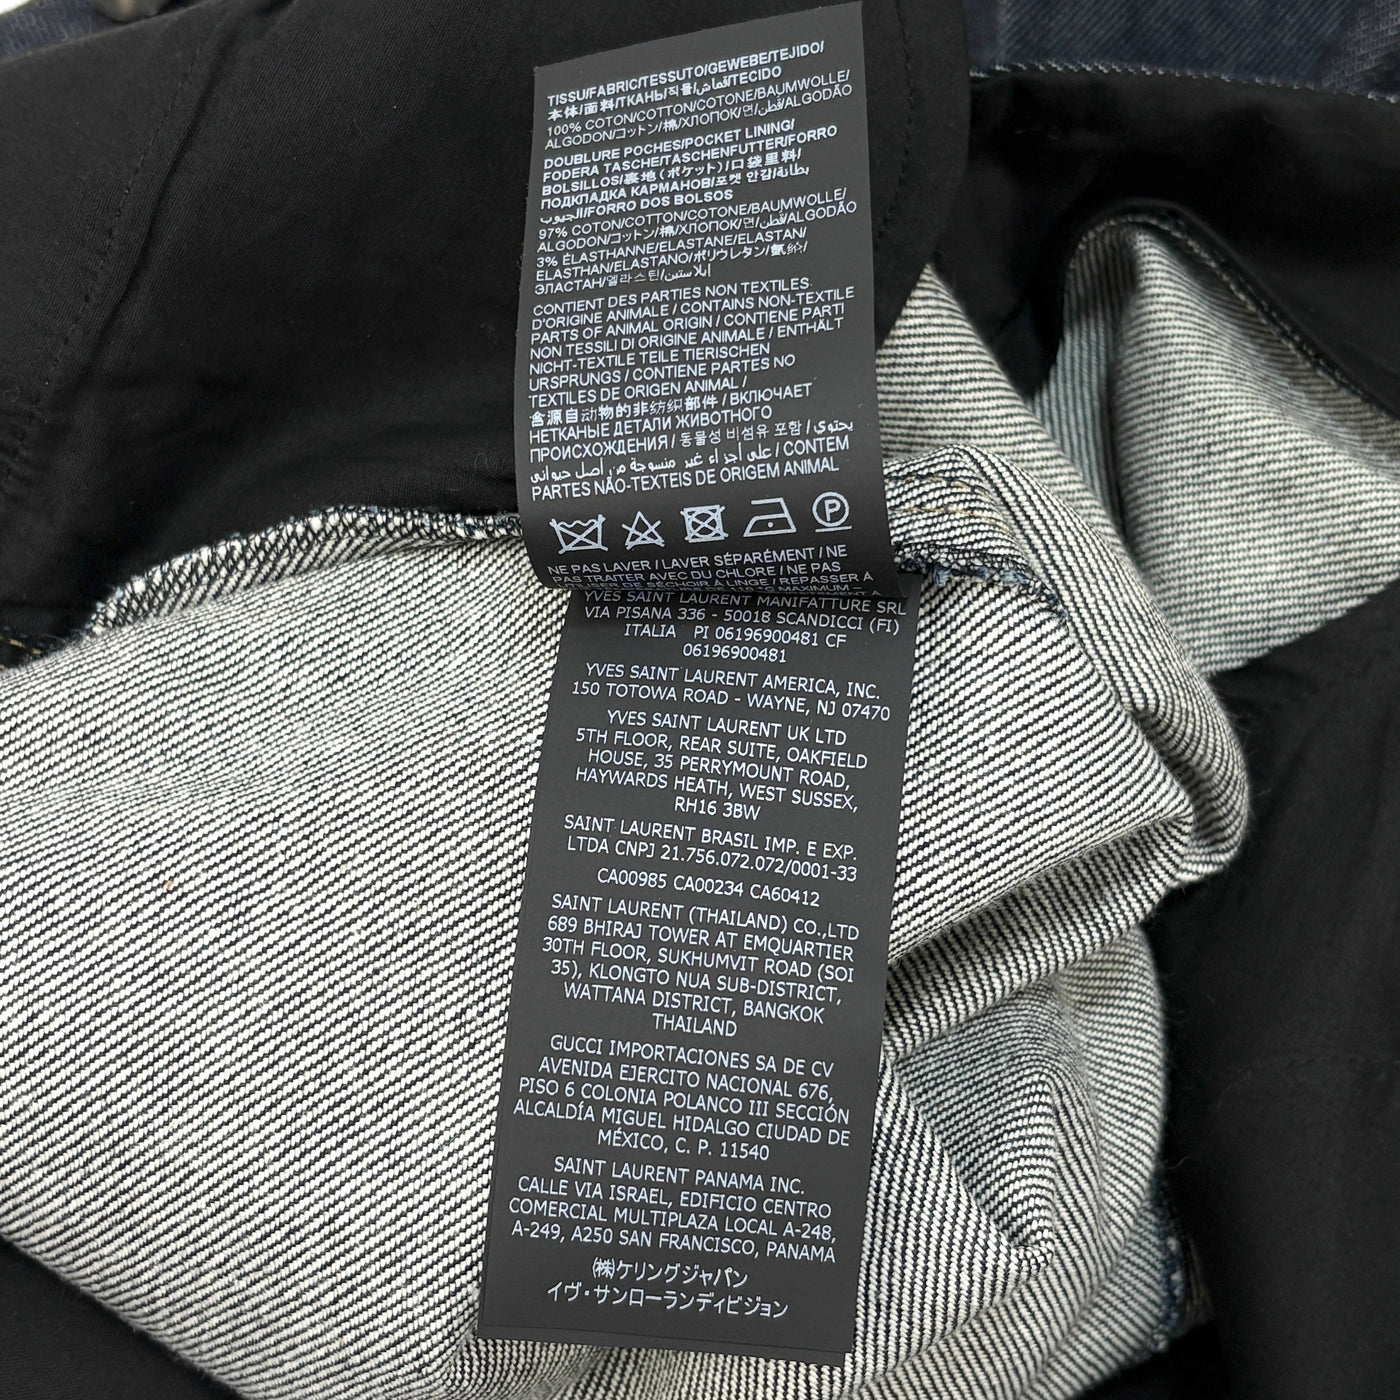 TISSU/FABRIC/TESSUTO/GEWEBE/TEJIDO/
本体/面料/ТКАНЬ/직물/قماش/TECIDO
100% COTON/COTTON/COTONE/BAUMWOLLE/
ALGODON/コットン/棉/ХЛОПОК/면/قطن/ALGODÃO
DOUBLURE POCHES/POCKET LINING/
FODERA TASCHE/TASCHENFUTTER/FORRO
BOLSILLOS/裏地(ポケット)/口袋里料/
ПОДКЛАДКА КАРМАНОВ/포켓 안감/بطانة
الجيوب/FORRO DOS BOLSOS
97% COTON/COTTON/COTONE/BAUMWOLLE/
ALGODON/コットン/棉/ХЛОПОК/면/قطن/ALGODÃO
3% ÉLASTHANNE/ELASTANE/ELASTAN/
ELASTHAN/ELASTANO/ポリウレタン/氨纶/
ЭЛАСТАН/엘라스틴/إيلاستين
CONTIENT DES PARTIES NON TEXTILES
D'ORIGINE ANIMALE / CONTAINS NON-TEXTILE
PARTS OF ANIMAL ORIGIN / CONTIENE PARTI
NON TESSILI DI ORIGINE ANIMALE / ENTHÄLT
NICHT-TEXTILE TEILE TIERISCHEN
URSPRUNGS / CONTIENE PARTES NO
TEXTILES DE ORIGEN ANIMAL /
含源自动物的非纺织部件 / ВКЛЮЧАЕТ
НЕТКАНЫЕ ДЕТАЛИ ЖИВОТНОГО
ПРОИСХОЖДЕНИЯ / 동물성 비섬유 포함 / يحتوي
على أجزاء غير منسوجة من أصل حيواني / CONTEM
PARTES NÃO-TEXTEIS DE ORIGEM ANIMAL
P
NE PAS LAVER / LAVER SÉPARÉMENT / NE
PAS TRAITER AVEC DU CHLORE / NE PAS
UTILISER DE SÉCHOIR À LINGE / REPASSER À
YVES SAINT LAURENT MANIFATTURE SRL
VIA PISANA 336 - 50018 SCANDICCI (FI)
ITALIA PI 06196900481 CF
06196900481
YVES SAINT LAURENT AMERICA, INC.
150 TOTOWA ROAD - WAYNE, NJ 07470
YVES SAINT LAURENT UK LTD
5TH FLOOR, REAR SUITE, OAKFIELD
HOUSE, 35 PERRYMOUNT ROAD,
HAYWARDS HEATH, WEST SUSSEX,
RH16 3BW
SAINT LAURENT BRASIL IMP. E EXP.
LTDA CNPJ 21.756.072.072/0001-33
CA00985 CA00234 CA60412
SAINT LAURENT (THAILAND) CO.,LTD
689 BHIRAJ TOWER AT EMQUARTIER
30TH FLOOR, SUKHUMVIT ROAD (SOI
35), KLONGTO NUA SUB-DISTRICT,
WATTANA DISTRICT, BANGKOK
THAILAND
GUCCI IMPORTACIONES SA DE CV
AVENIDA EJERCITO NACIONAL 676,
PISO 6 COLONIA POLANCO III SECCIÓN
ALCALDÍA MIGUEL HIDALGO CIUDAD DE
MÉXICO, C. P. 11540
SAINT LAURENT PANAMA INC.
CALLE VIA ISRAEL, EDIFICIO CENTRO
COMERCIAL MULTIPLAZA LOCAL A-248,
A-249, A250 SAN FRANCISCO, PANAMA
㈱ケリングジャパン
イヴ・サンローランディビジョン